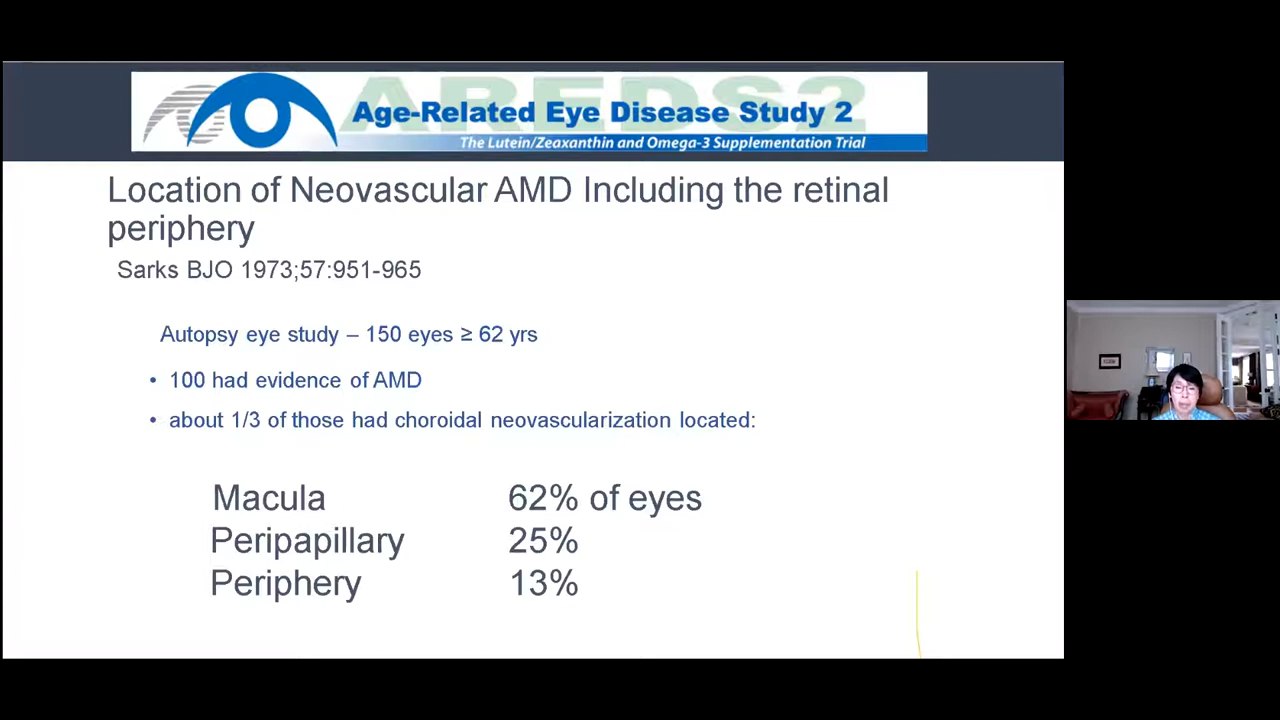 AREDS2
Age-Related Eye Disease Study 2
The Lutein/Zeaxanthin and Omega-3 Supplementation Trial
Location of Neovascular AMD Including the retinal
periphery
Sarks BJO 1973;57:951-965
Autopsy eye study – 150 eyes ≥ 62 yrs
• 100 had evidence of AMD
• about 1/3 of those had choroidal neovascularization located:
Macula 62% of eyes
Peripapillary 25%
Periphery 13%